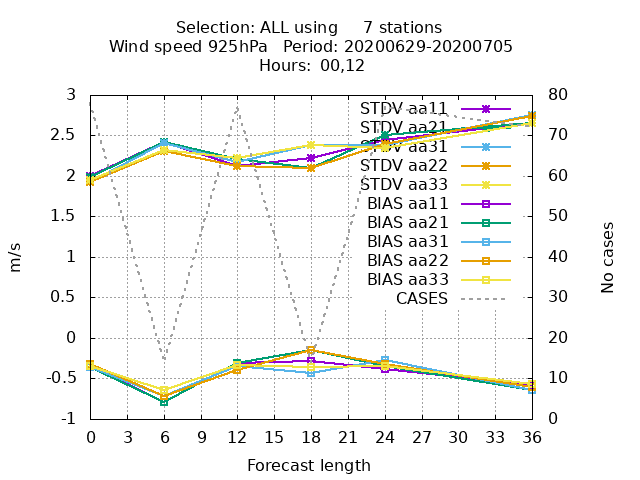 Selection: ALL using 7 stations
Wind speed 925hPa Period: 20200629-20200705
Hours: 00,12
3
2.5
2
1.5
1
0.5
0
-0.5
-1
m/s
80
70
60
50
40
30
20
10
0
No cases
STDV aa11
STDV aa21
STDV aa31
STDV aa22
STDV aa33
BIAS aa11
BIAS aa21
BIAS aa31
BIAS aa22
BIAS aa33
CASES
0 3 6 9 12 15 18 21 24 27 30 33 36
Forecast length